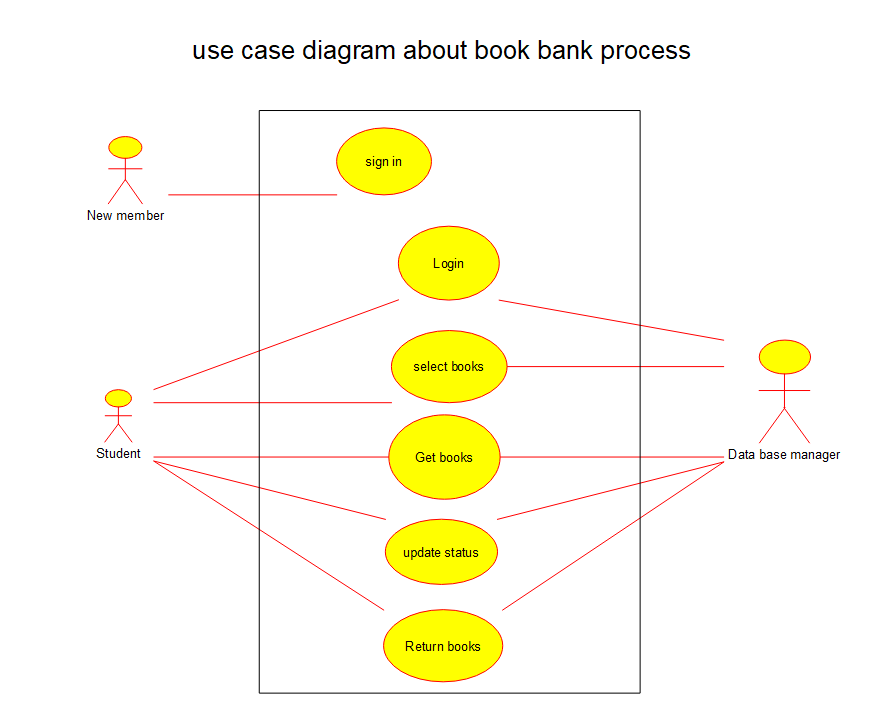 use case diagram about book bank process
sign in
New member
Login
select books
Student
Get books
Data base manager
update status
Return books